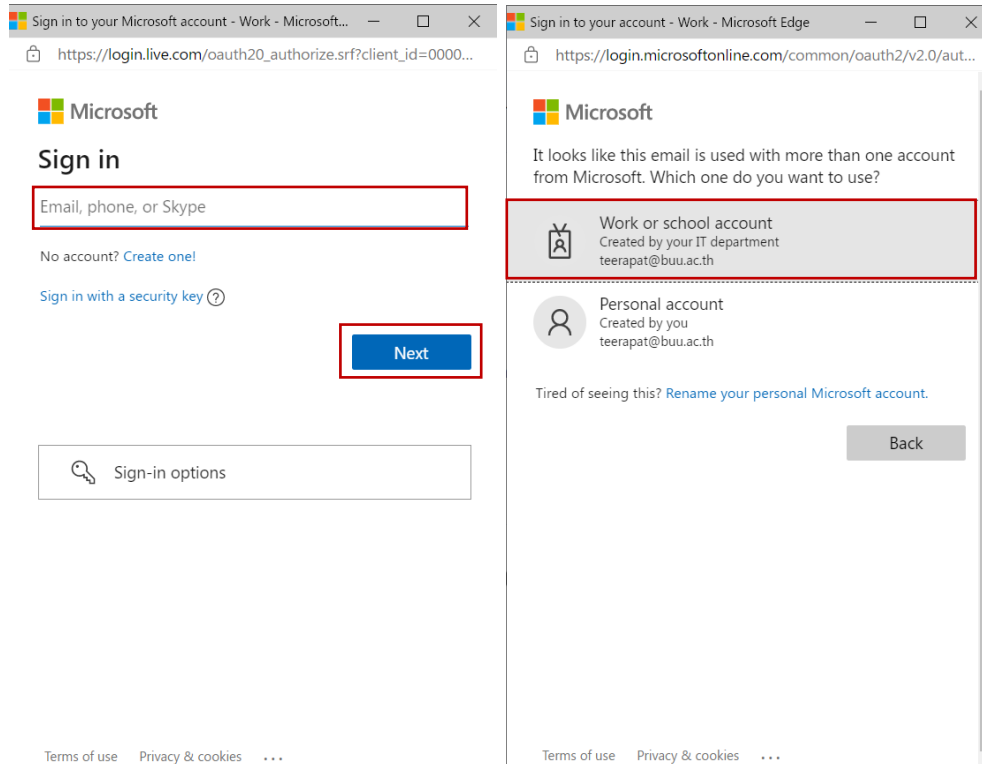 Sign in to your Microsoft account - Work - Microsoft...
https://login.live.com/oauth20_authorize.srf?client_id=0000...
Microsoft
Sign in
Email, phone, or Skype
No account? Create one!
Sign in with a security key
Next
Sign-in options
Terms of use Privacy & cookies ...
Sign in to your account - Work - Microsoft Edge
https://login.microsoftonline.com/common/oauth2/v2.0/aut...
Microsoft
It looks like this email is used with more than one account
from Microsoft. Which one do you want to use?
Work or school account
Created by your IT department
teerapat@buu.ac.th
Personal account
Created by you
teerapat@buu.ac.th
Tired of seeing this? Rename your personal Microsoft account.
Back
Terms of use Privacy & cookies ...